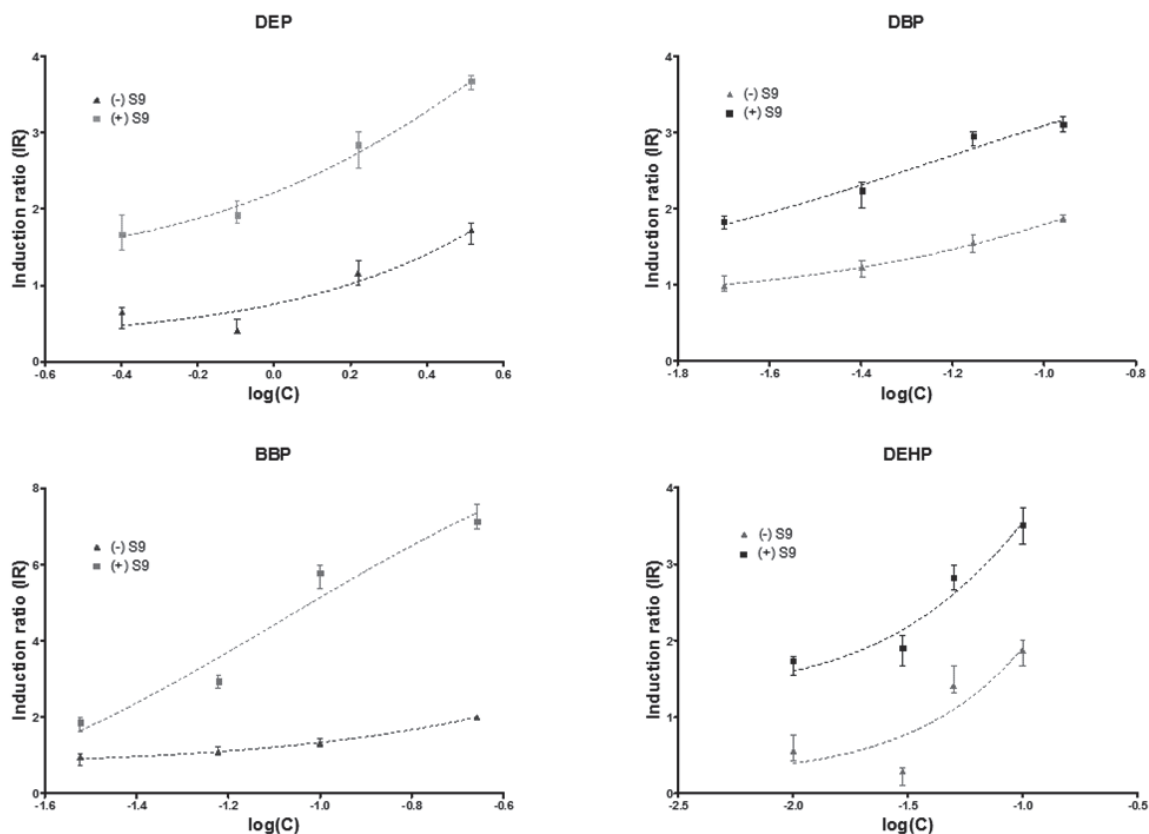 DEP
4
3
2
1
0
Induction ratio (IR)
(-) S9
(+) S9
-0.6 -0.4 -0.2 0.0 0.2 0.4 0.6
log(C)
DBP
4
3
2
1
0
Induction ratio (IR)
(-) S9
(+) S9
-1.8 -1.6 -1.4 -1.2 -1.0 -0.8
log(C)
BBP
8
6
4
2
0
Induction ratio (IR)
(-) S9
(+) S9
-1.6 -1.4 -1.2 -1.0 -0.8 -0.6
log(C)
DEHP
4
3
2
1
0
Induction ratio (IR)
(-) S9
(+) S9
-2.5 -2.0 -1.5 -1.0 -0.5
log(C)